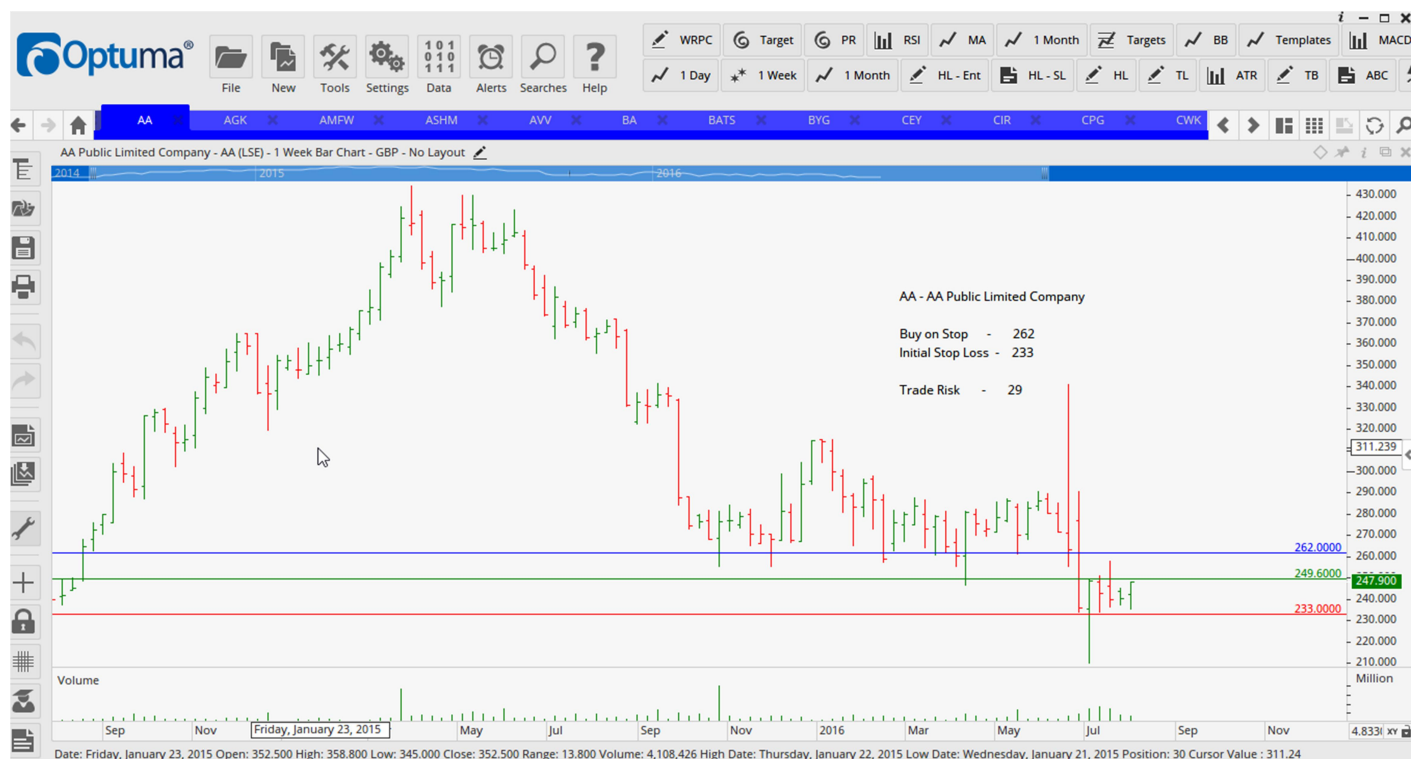 Optuma®
File New Tools Settings Data Alerts Searches Help
101
010
111
WRPC Target PR RSI MA 1 Month Targets BB Templates MACD
1 Day 1 Week 1 Month HL - Ent HL - SL HL TL ATR TB ABC
AA AGK AMFW ASHM AVV BA BATS BYG CEY CIR CPG CWK
AA Public Limited Company - AA (LSE) - 1 Week Bar Chart - GBP - No Layout
2014 2015 2016
430.000
420.000
410.000
400.000
390.000
380.000
370.000
360.000
350.000
340.000
330.000
320.000
311.239
300.000
290.000
280.000
270.000
260.000
247.900
240.000
230.000
220.000
210.000
AA - AA Public Limited Company
Buy on Stop - 262
Initial Stop Loss - 233
Trade Risk - 29
262.0000
249.6000
233.0000
Volume
Million
Sep Nov Friday, January 23, 2015 May Jul Sep Nov 2016 Mar May Jul Sep Nov
XY
Date: Friday, January 23, 2015 Open: 352.500 High: 358.800 Low: 345.000 Close: 352.500 Range: 13.800 Volume: 4,108,426 High Date: Thursday, January 22, 2015 Low Date: Wednesday, January 21, 2015 Position: 30 Cursor Value : 311.24